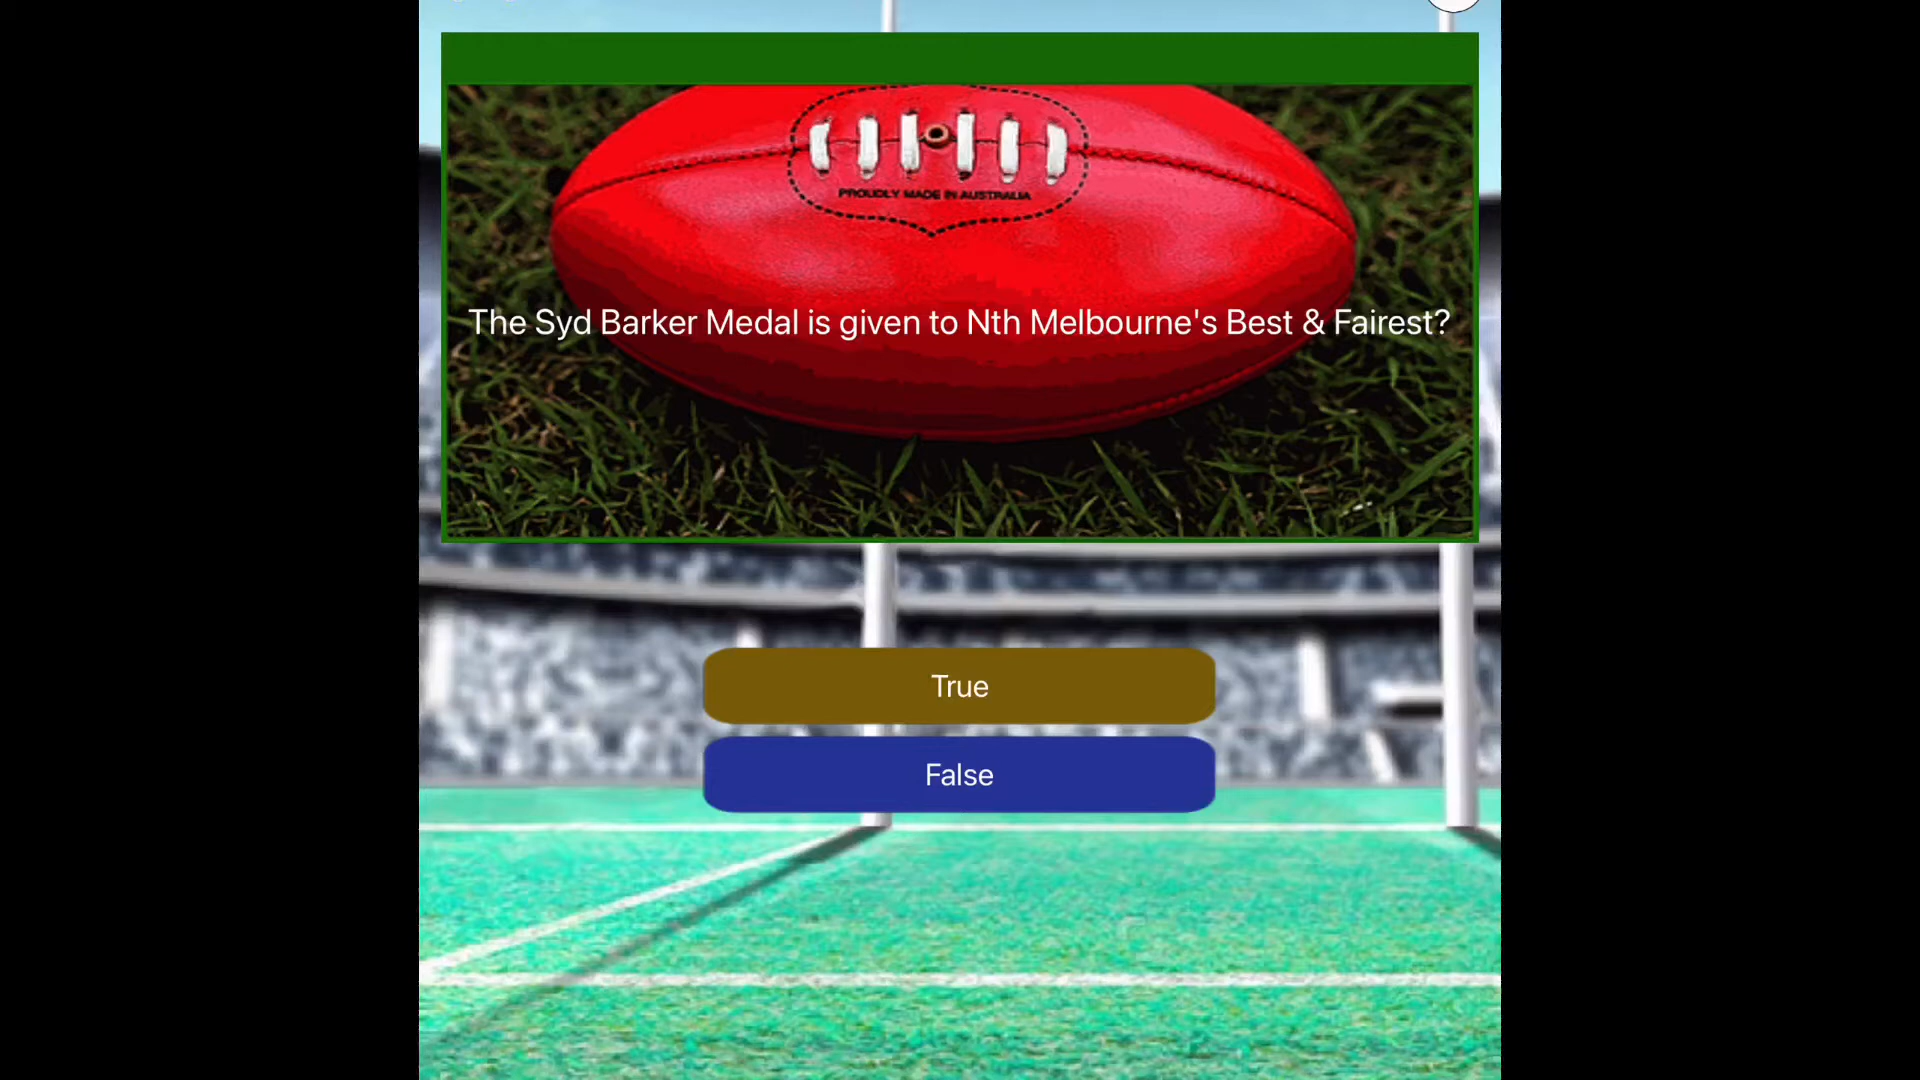 PROUDLY MADE IN AUSTRALIA
The Syd Barker Medal is given to Nth Melbourne's Best & Fairest?
True
False